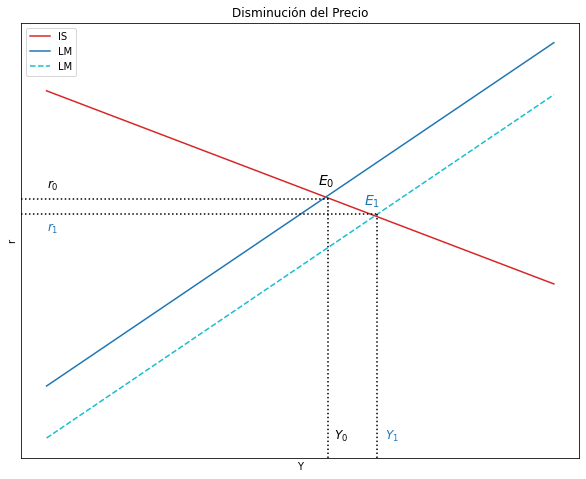 Disminución del Precio
IS
LM
LM
E₀
r₀
E₁
r₁
r
Y₀
Y₁
Y